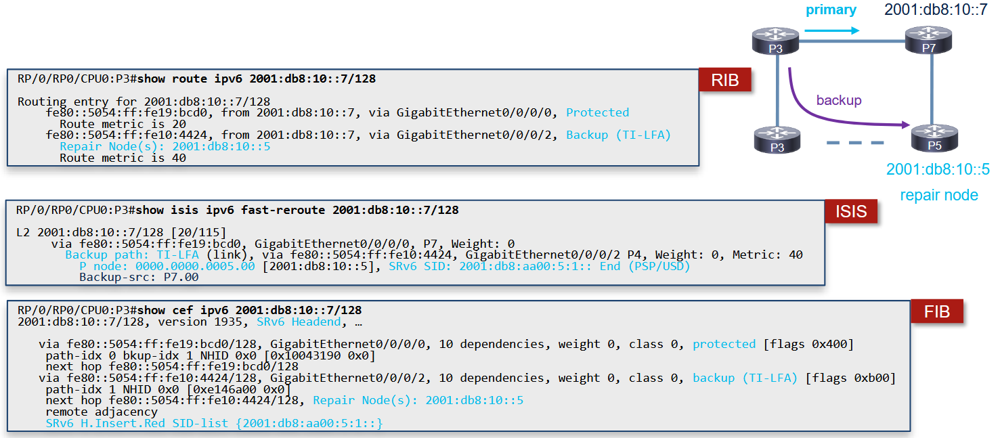 primary
2001:db8:10::7
P3
P7
RP/0/RP0/CPU0:P3#show route ipv6 2001:db8:10::7/128
RIB
Routing entry for 2001:db8:10::7/128
fe80::5054:ff:fe19:bcd0, from 2001:db8:10::7, via GigabitEthernet0/0/0/0, Protected
Route metric is 20
fe80::5054:ff:fe10:4424, from 2001:db8:10::7, via GigabitEthernet0/0/0/2, Backup (TI-LFA)
Repair Node(s): 2001:db8:10::5
Route metric is 40
backup
P3
P5
2001:db8:10::5
repair node
RP/0/RP0/CPU0:P3#show isis ipv6 fast-reroute 2001:db8:10::7/128
ISIS
L2 2001:db8:10::7/128 [20/115]
via fe80::5054:ff:fe19:bcd0, GigabitEthernet0/0/0/0, P7, Weight: 0
Backup path: TI-LFA (link), via fe80::5054:ff:fe10:4424, GigabitEthernet0/0/0/2 P4, Weight: 0, Metric: 40
P node: 0000.0000.0005.00 [2001:db8:10::5], SRv6 SID: 2001:db8:aa00:5:1:: End (PSP/USD)
Backup-src: P7.00
RP/0/RP0/CPU0:P3#show cef ipv6 2001:db8:10::7/128
FIB
2001:db8:10::7/128, version 1935, SRv6 Headend, …
via fe80::5054:ff:fe19:bcd0/128, GigabitEthernet0/0/0/0, 10 dependencies, weight 0, class 0, protected [flags 0x400]
path-idx 0 bkup-idx 1 NHID 0x0 [0x10043190 0x0]
next hop fe80::5054:ff:fe19:bcd0/128
via fe80::5054:ff:fe10:4424/128, GigabitEthernet0/0/0/2, 10 dependencies, weight 0, class 0, backup (TI-LFA) [flags 0xb00]
path-idx 1 NHID 0x0 [0xe146a00 0x0]
next hop fe80::5054:ff:fe10:4424/128, Repair Node(s): 2001:db8:10::5
remote adjacency
SRv6 H.Insert.Red SID-list {2001:db8:aa00:5:1::}